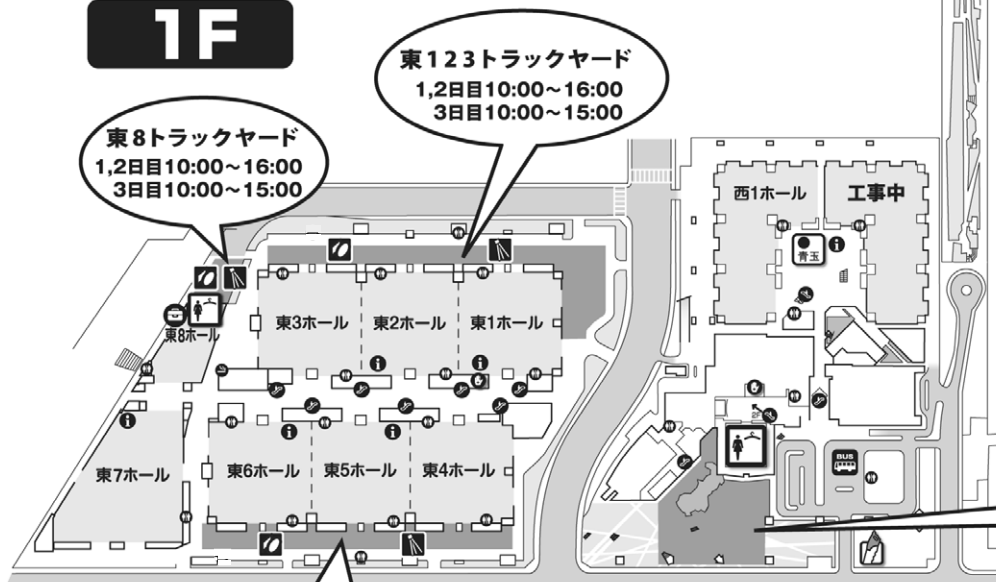 1F
東123トラックヤード
1,2日目10:00〜16:00
3日目10:00〜15:00
東8トラックヤード
1,2日目10:00〜16:00
3日目10:00〜15:00
西1ホール
工事中
青玉
東3ホール
東2ホール
東1ホール
東8ホール
東7ホール
東6ホール
東5ホール
東4ホール
BUS